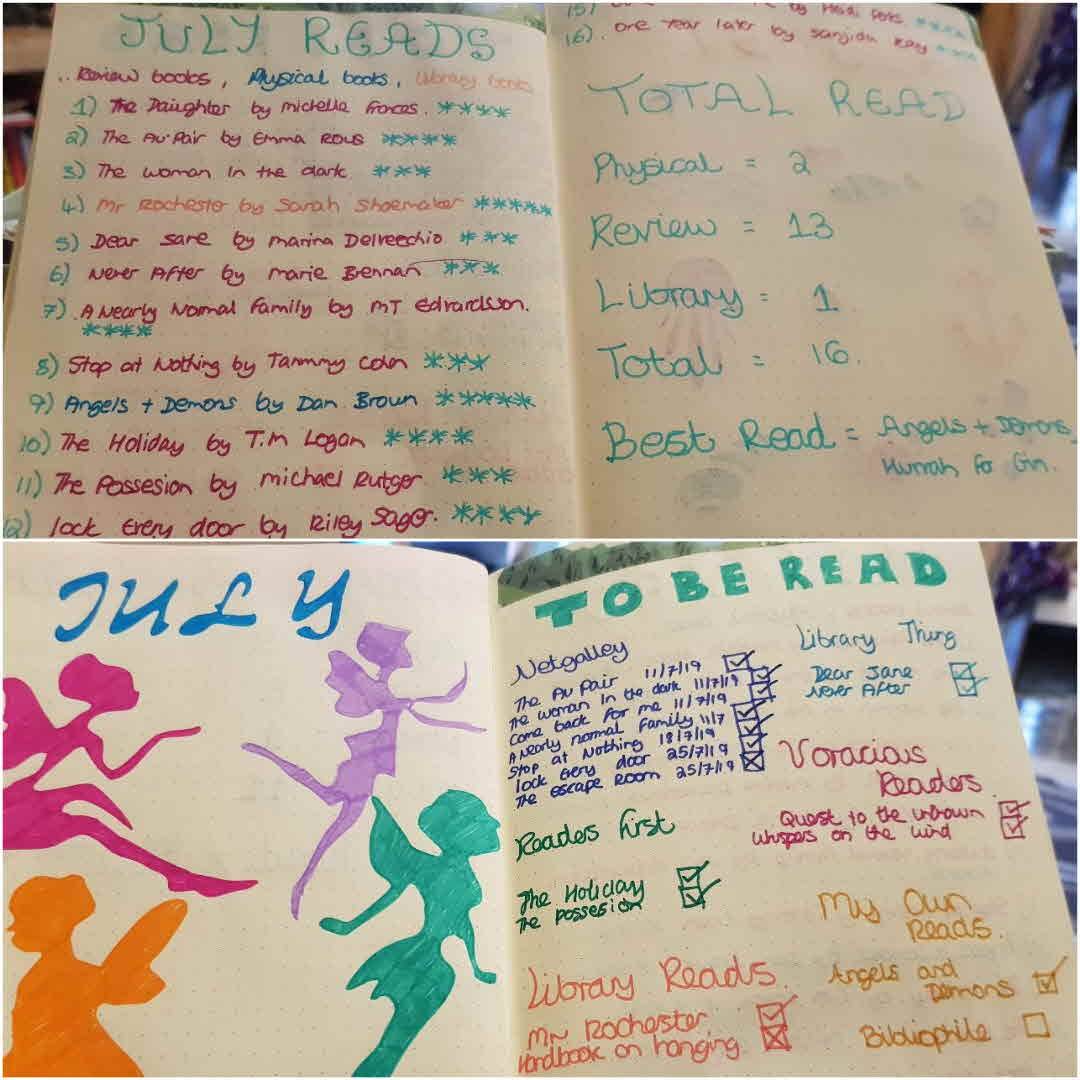 JULY READS
Review books, Physical books, Library books
1) The Daughter by michelle frances. ****
2) The Au Pair by Emma Rous ****
3) The woman In the dark ***
4) Mr Rochester by Sarah Shoemaker *****
5) Dear Jane by marina Delvecchio ***
6) Never After by marie Brennan ***
7) A Nearly Normal Family by MT Edvardsson.
****
8) Stop at Nothing by Tammy Cohn ***
9) Angels + Demons by Dan Brown *****
10) The Holiday by T.M Logan ****
11) The Possesion by michael Rutger ***
12) lock Every door by Riley Sager. ****
15) by Heidi
16). one Year later by sanjida Kay
TOTAL READ
Physical = 2
Review = 13
Library = 1
Total = 16.
Best Read = Angels + Demons
Hurrah for Gin.
JULY
TO BE READ
Netgalley
The Au Pair 11/7/19
The woman In the dark 11/7/19
Come back for me 11/7/19
A Nearly normal Family 11/7
Stop at Nothing 18/7/19
lock Every door 25/7/19
The Escape Room 25/7/19
Readers first
The Holiday
The possesion
Library Reads.
Mr Rochester
Handbook on hanging
Library Thing
Dear Jane
Never After
Voracious
Readers
Quest to the unknown
whispers on the wind
My Own
Reads.
Angels and
Demons
Bibliophile